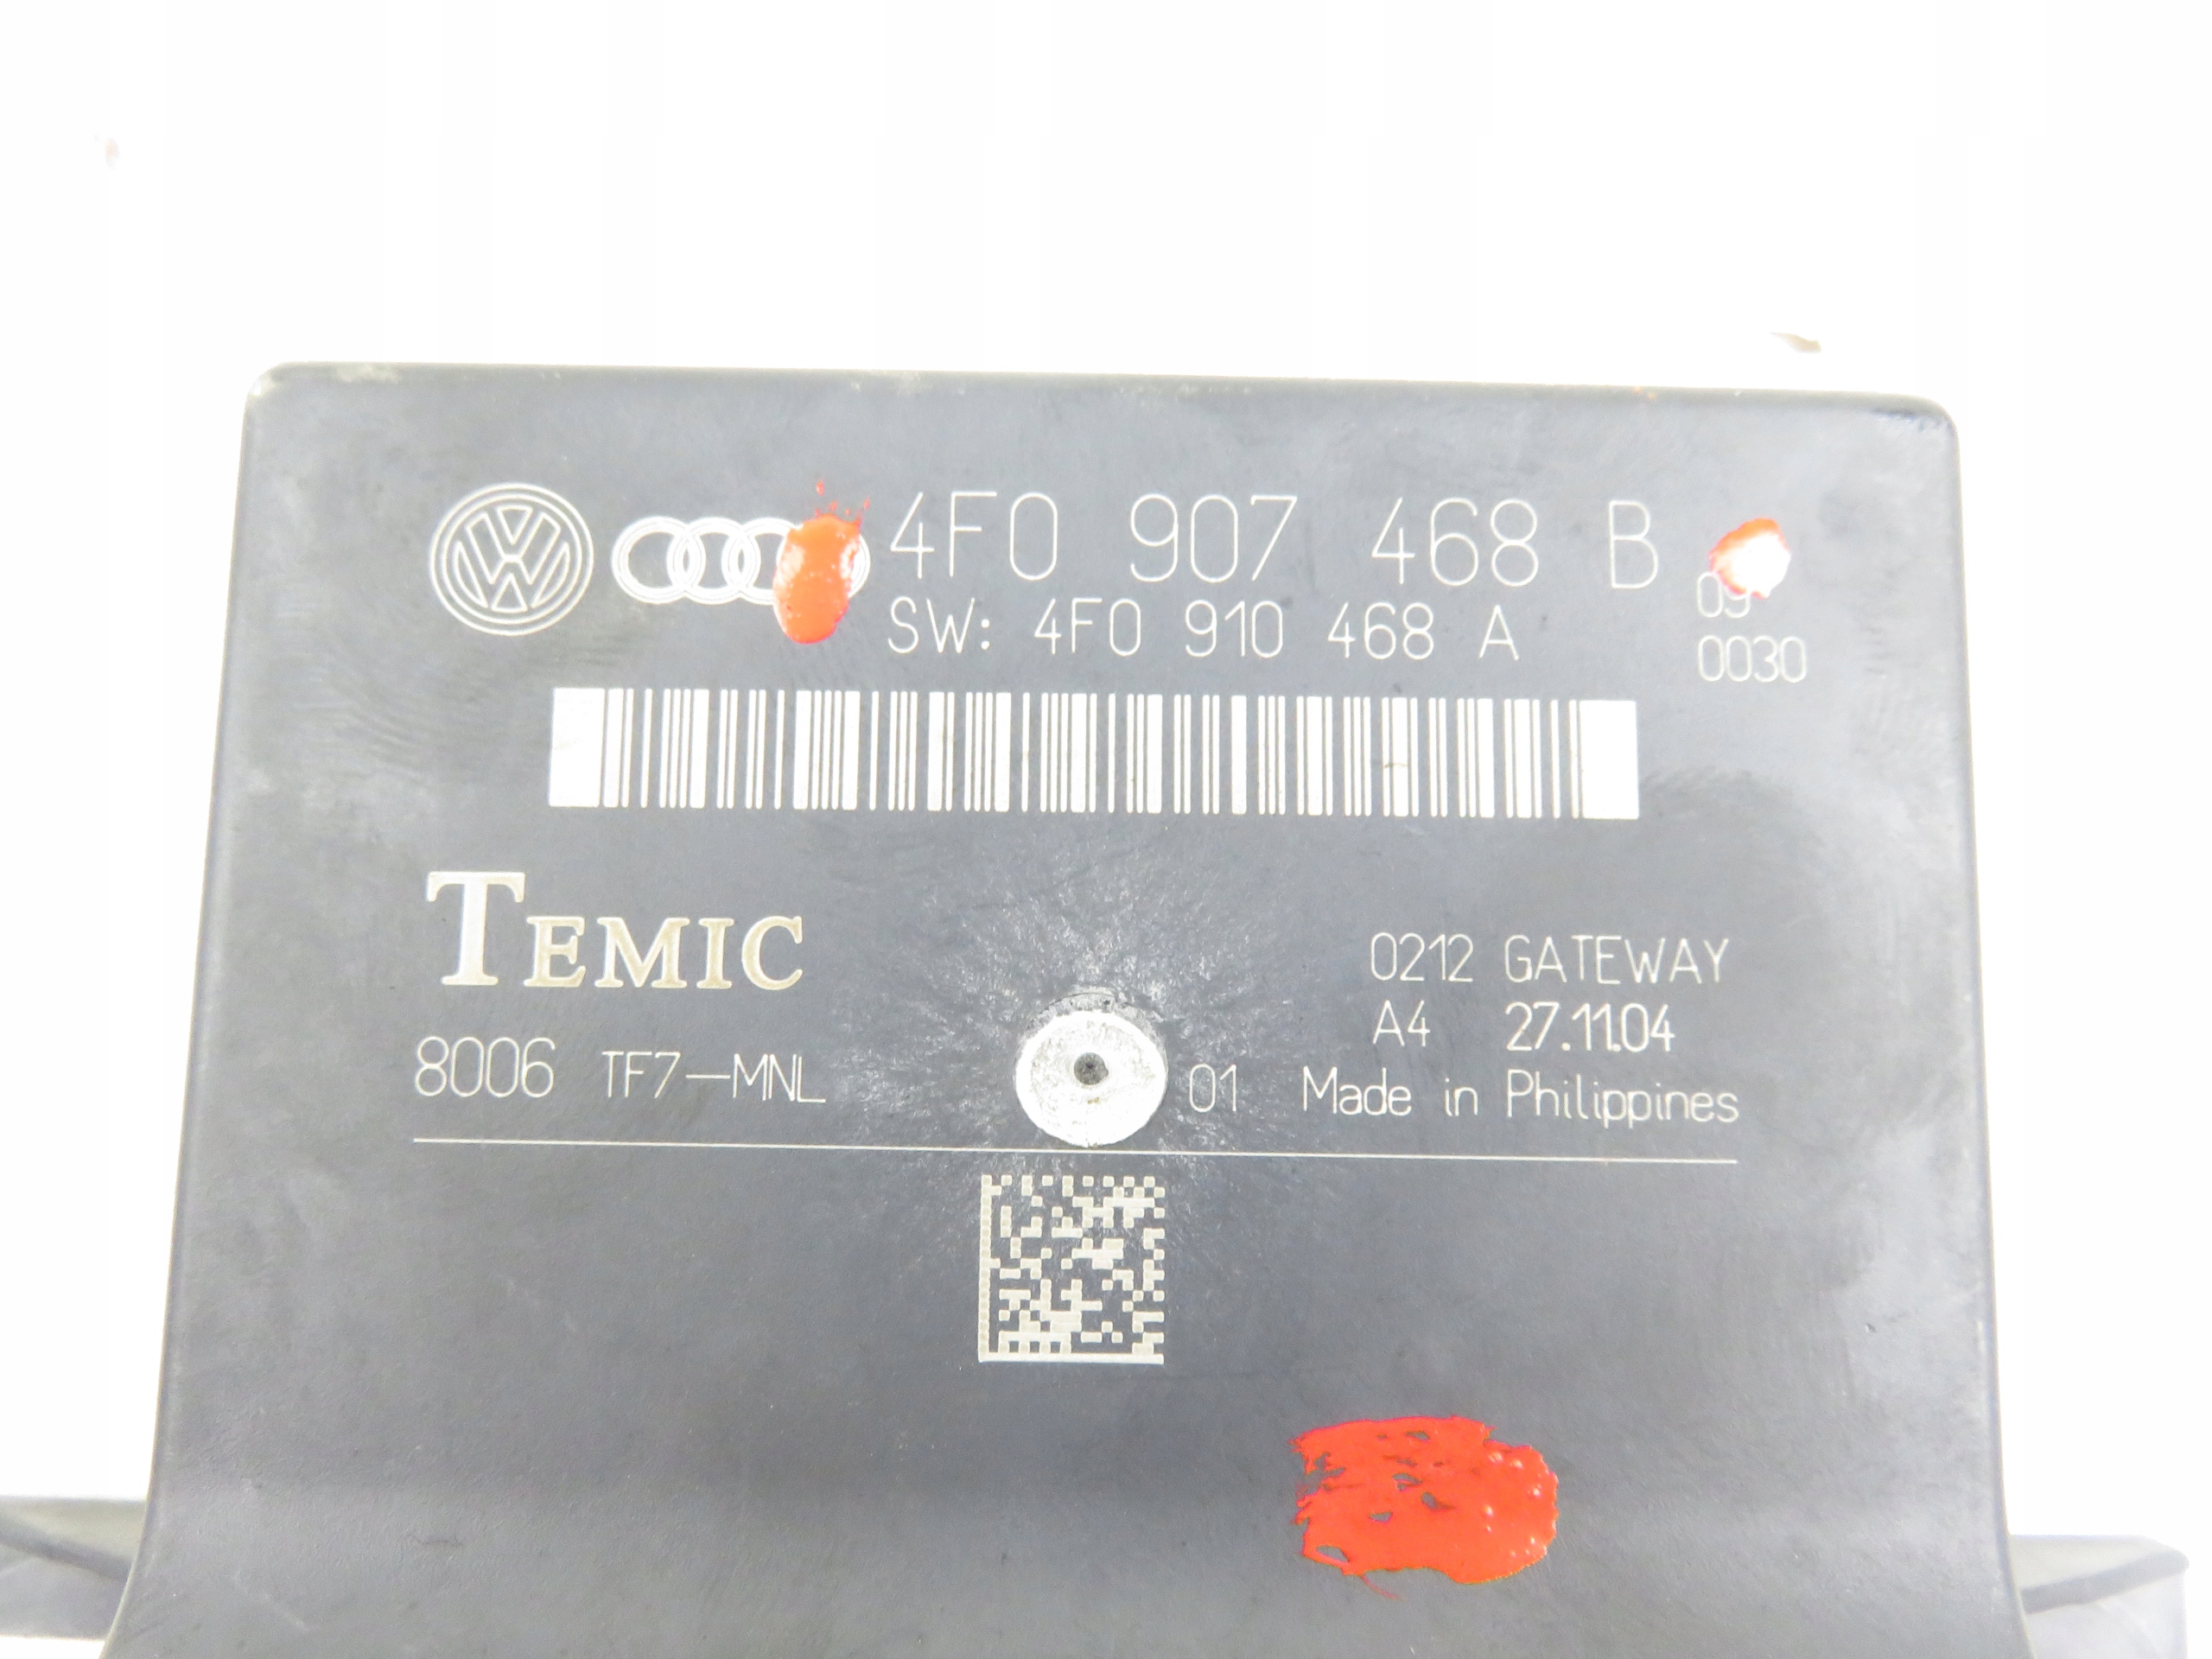 4F0 907 468 B
09
SW: 4F0 910 468 A
0030
TEMIC
0212 GATEWAY
A4 27.11.04
8006 TF7-MNL 01 Made in Philippines